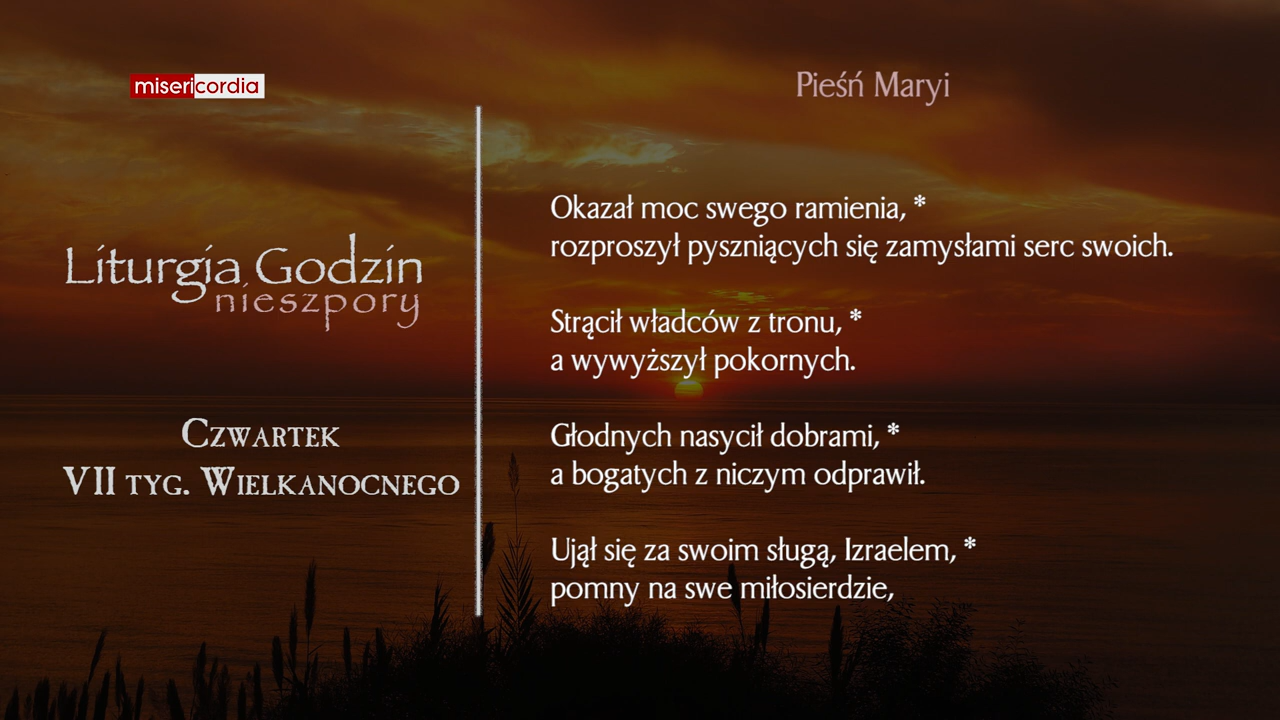 misericordia
Liturgia Godzin
nieszpory
Czwartek
VII tyg. Wielkanocnego
Pieśń Maryi
Okazał moc swego ramienia, *
rozproszył pyszniących się zamysłami serc swoich.
Strącił władców z tronu, *
a wywyższył pokornych.
Głodnych nasycił dobrami, *
a bogatych z niczym odprawił.
Ujął się za swoim sługą, Izraelem, *
pomny na swe miłosierdzie,